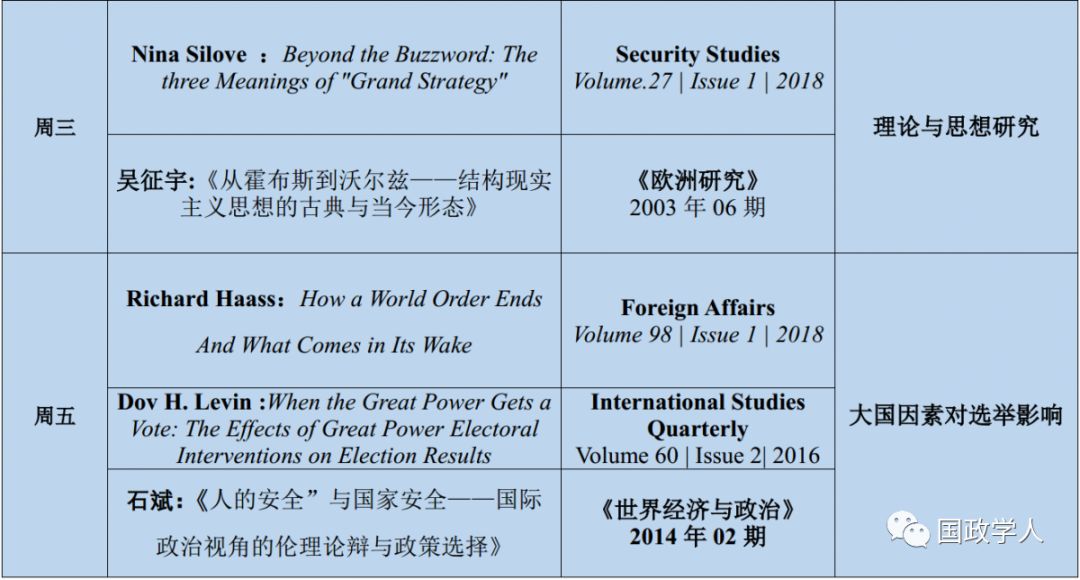 周三
Nina Silove ：Beyond the Buzzword: The
three Meanings of "Grand Strategy"
Security Studies
Volume.27 | Issue 1 | 2018
理论与思想研究
吴征宇:《从霍布斯到沃尔兹——结构现实
主义思想的古典与当今形态》
《欧洲研究》
2003 年 06 期
周五
Richard Haass：How a World Order Ends
And What Comes in Its Wake
Foreign Affairs
Volume 98 | Issue 1 | 2018
大国因素对选举影响
Dov H. Levin :When the Great Power Gets a
Vote: The Effects of Great Power Electoral
Interventions on Election Results
International Studies
Quarterly
Volume 60 | Issue 2| 2016
石斌：《人的安全”与国家安全——国际
政治视角的伦理论辩与政策选择》
《世界经济与政治》
2014 年 02 期
国政学人